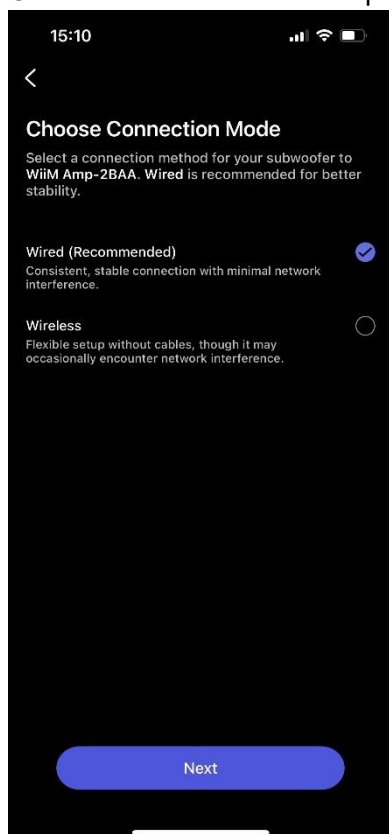 15:10
Choose Connection Mode
Select a connection method for your subwoofer to
WiiM Amp-2BAA. Wired is recommended for better
stability.
Wired (Recommended)
Consistent, stable connection with minimal network
interference.
Wireless
Flexible setup without cables, though it may
occasionally encounter network interference.
Next